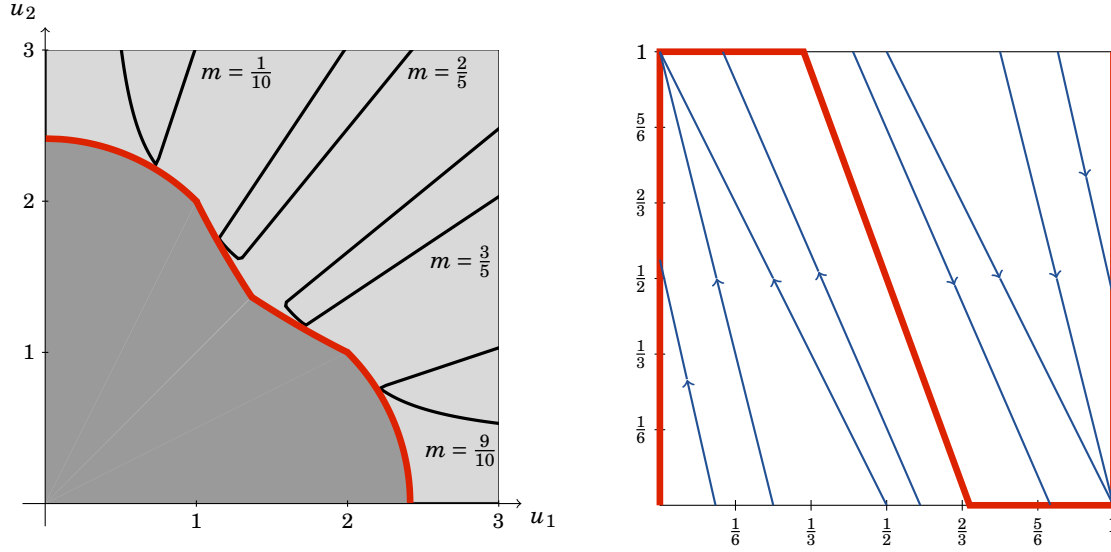 u₂
3
2
1
1
2
3
u₁
m = 1/10
m = 2/5
m = 3/5
m = 9/10
1
5/6
2/3
1/2
1/3
1/6
1/6
1/3
1/2
2/3
5/6